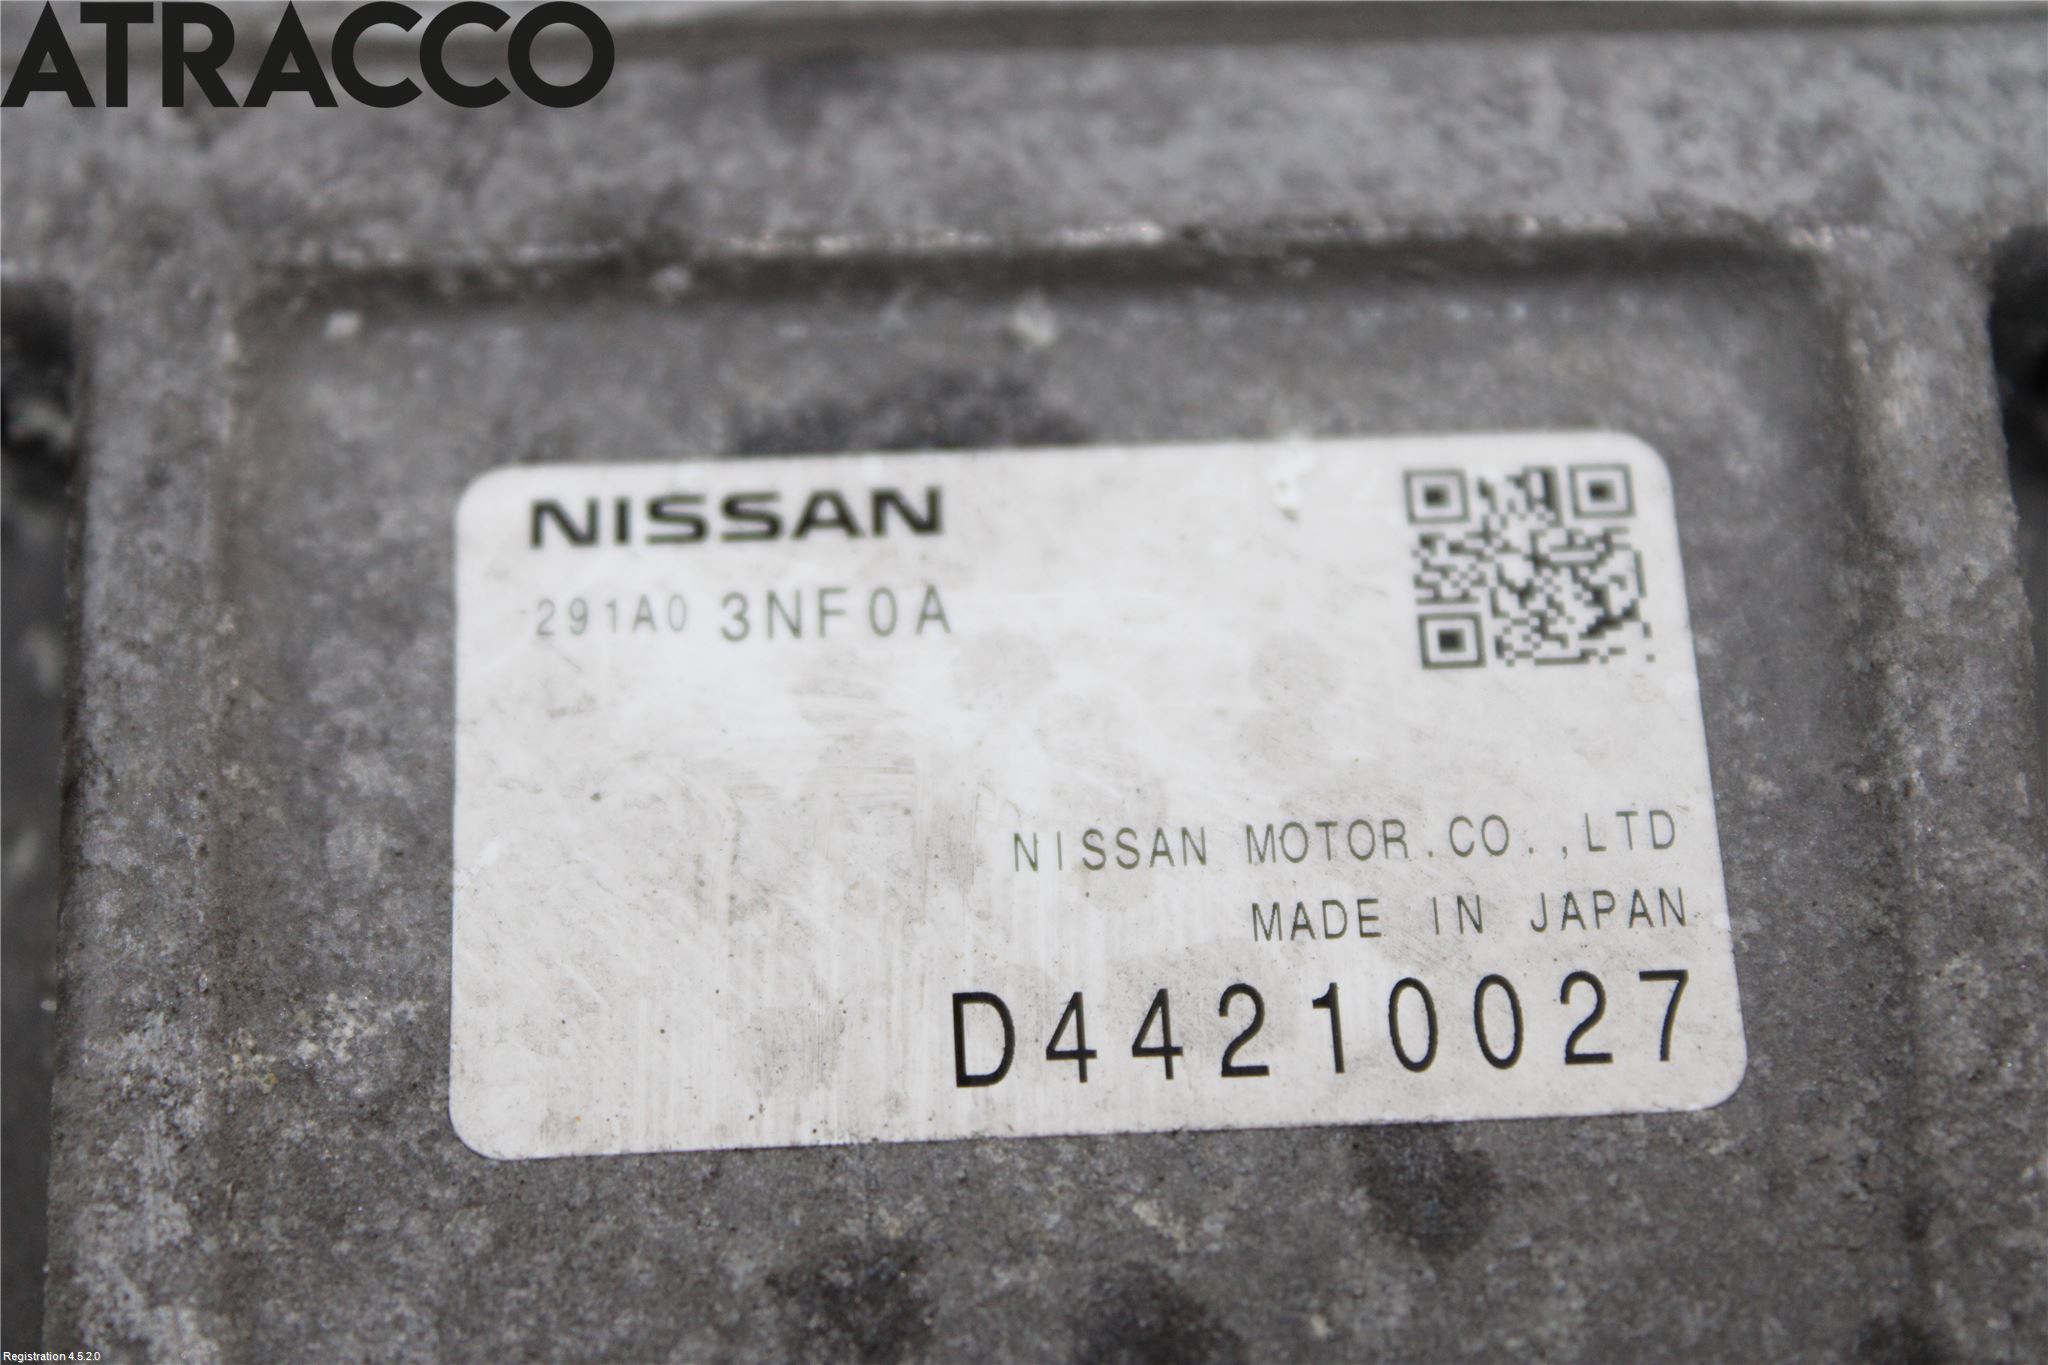 ATRACCO
NISSAN
291A0 3NF0A
NISSAN MOTOR.CO.,LTD
MADE IN JAPAN
D44210027
Registration 4.5.2.0